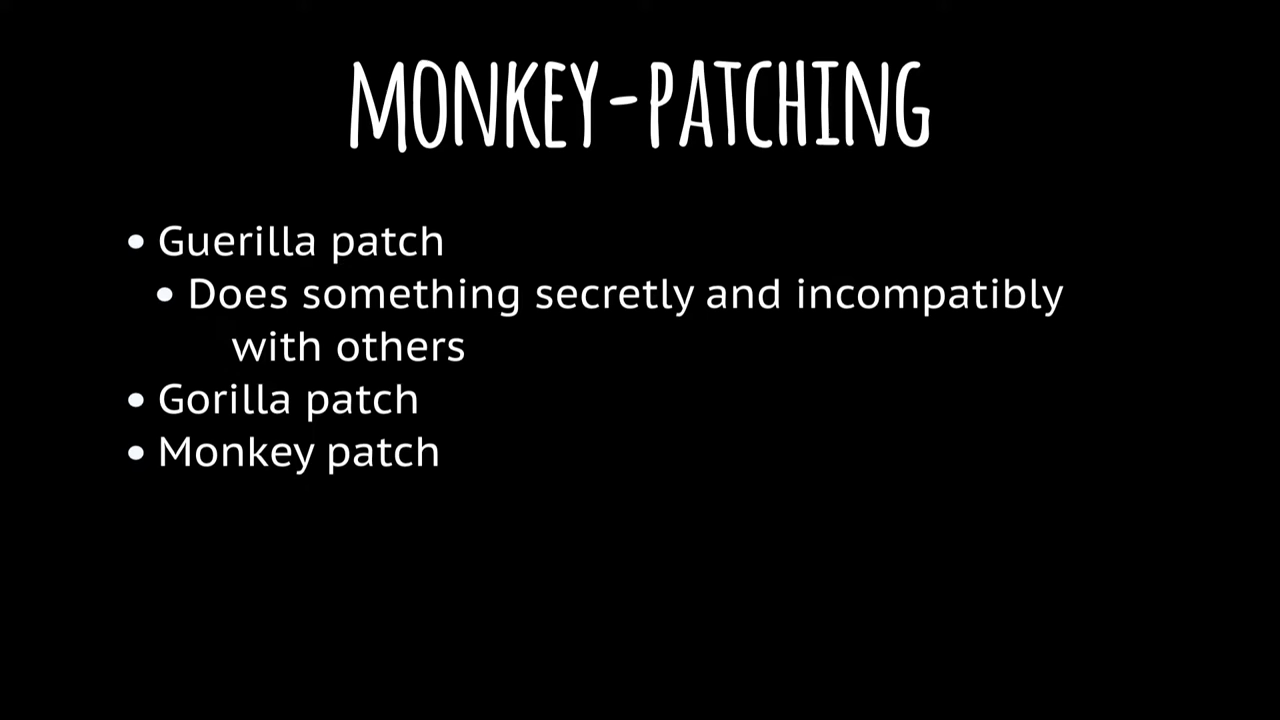 MONKEY-PATCHING
• Guerilla patch
• Does something secretly and incompatibly
with others
• Gorilla patch
• Monkey patch